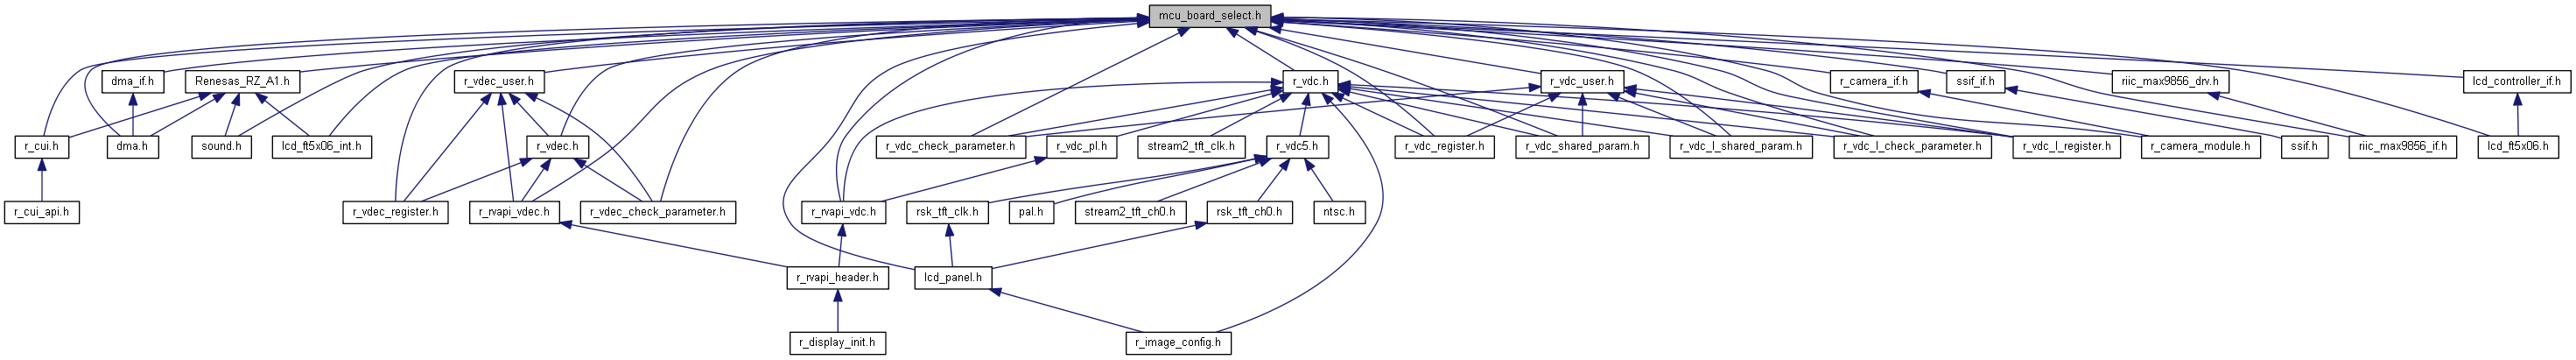 mcu_board_select.h
dma_if.h
Renesas_RZ_A1.h
r_vdec_user.h
r_vdc.h
r_vdc_user.h
r_camera_if.h
ssif_if.h
riic_max9856_drv.h
lcd_controller_if.h
r_cui.h
dma.h
sound.h
lcd_ft5x06_int.h
r_vdec.h
r_vdc_check_parameter.h
r_vdc_pl.h
stream2_tft_clk.h
r_vdc5.h
r_vdc_register.h
r_vdc_shared_param.h
r_vdc_l_shared_param.h
r_vdc_l_check_parameter.h
r_vdc_l_register.h
r_camera_module.h
ssif.h
riic_max9856_if.h
lcd_ft5x06.h
r_cui_api.h
r_vdec_register.h
r_rvapi_vdec.h
r_vdec_check_parameter.h
r_rvapi_vdc.h
rsk_tft_clk.h
pal.h
stream2_tft_ch0.h
rsk_tft_ch0.h
ntsc.h
r_rvapi_header.h
lcd_panel.h
r_display_init.h
r_image_config.h